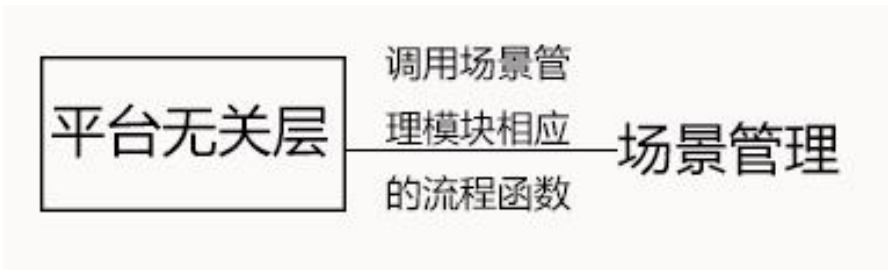 平台无关层
调用场景管
理模块相应
的流程函数
场景管理